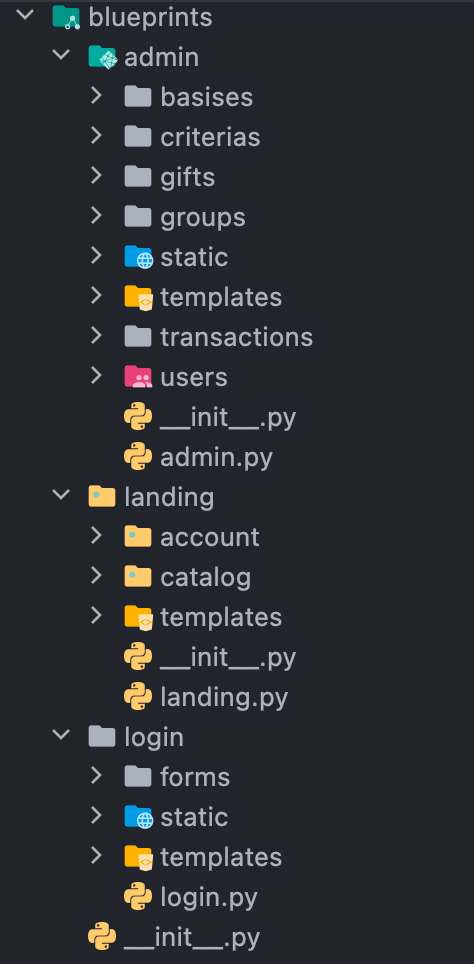 blueprints
admin
basises
criterias
gifts
groups
static
templates
transactions
users
__init__.py
admin.py
landing
account
catalog
templates
__init__.py
landing.py
login
forms
static
templates
login.py
__init__.py